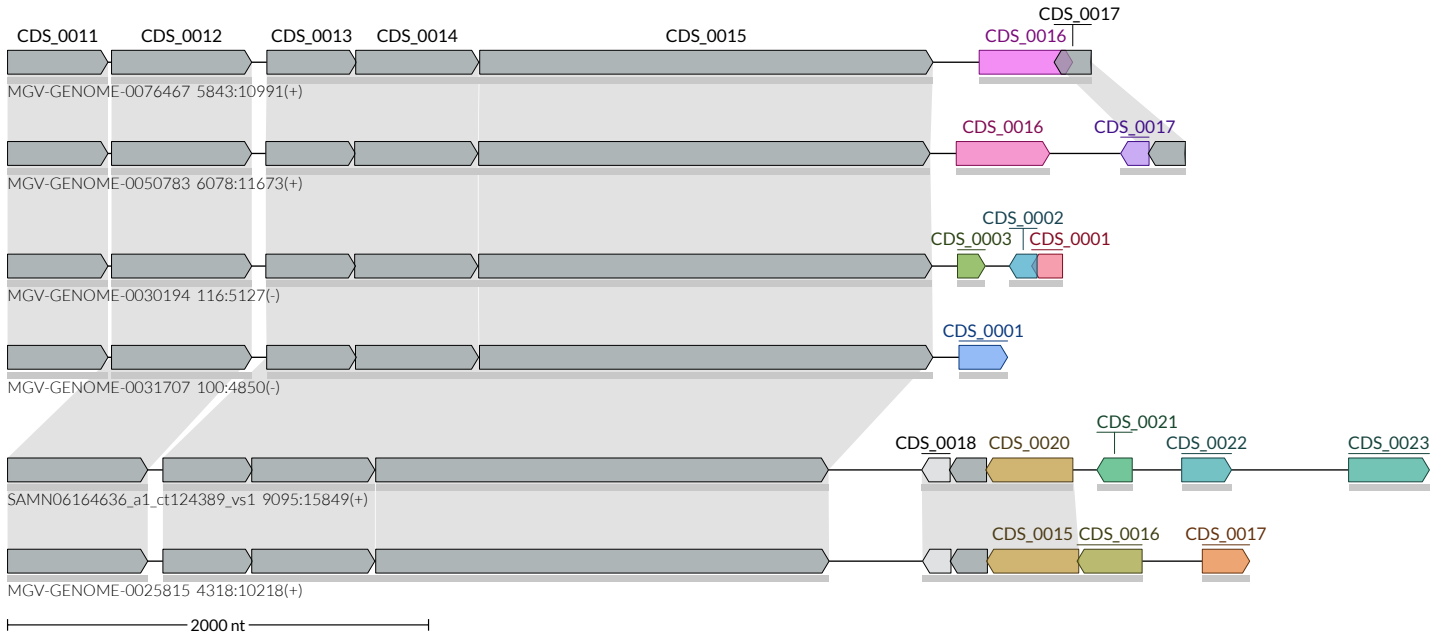 CDS_0017
CDS_0011 CDS_0012 CDS_0013 CDS_0014 CDS_0015 CDS_0016
MGV-GENOME-0076467 5843:10991(+)
CDS_0016 CDS_0017
MGV-GENOME-0050783 6078:11673(+)
CDS_0002
CDS_0003 CDS_0001
MGV-GENOME-0030194 116:5127(-)
CDS_0001
MGV-GENOME-0031707 100:4850(-)
CDS_0021
CDS_0018 CDS_0020 CDS_0022 CDS_0023
SAMN06164636_a1_ct124389_vs1 9095:15849(+)
CDS_0015 CDS_0016 CDS_0017
MGV-GENOME-0025815 4318:10218(+)
2000 nt